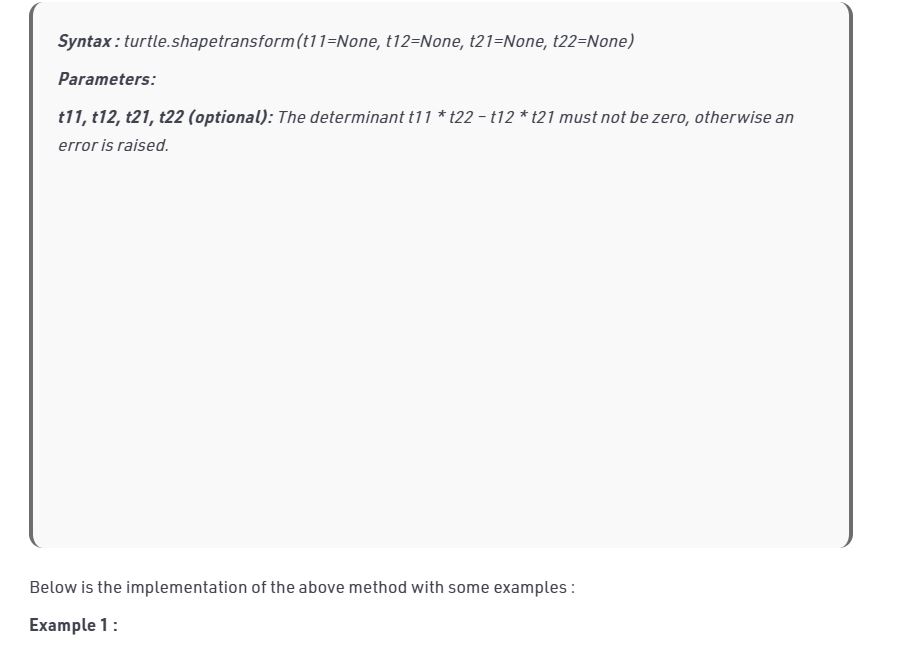 Syntax : turtle.shapetransform(t11=None, t12=None, t21=None, t22=None)
Parameters:
t11, t12, t21, t22 (optional): The determinant t11 * t22 – t12 * t21 must not be zero, otherwise an
error is raised.
Below is the implementation of the above method with some examples :
Example 1 :